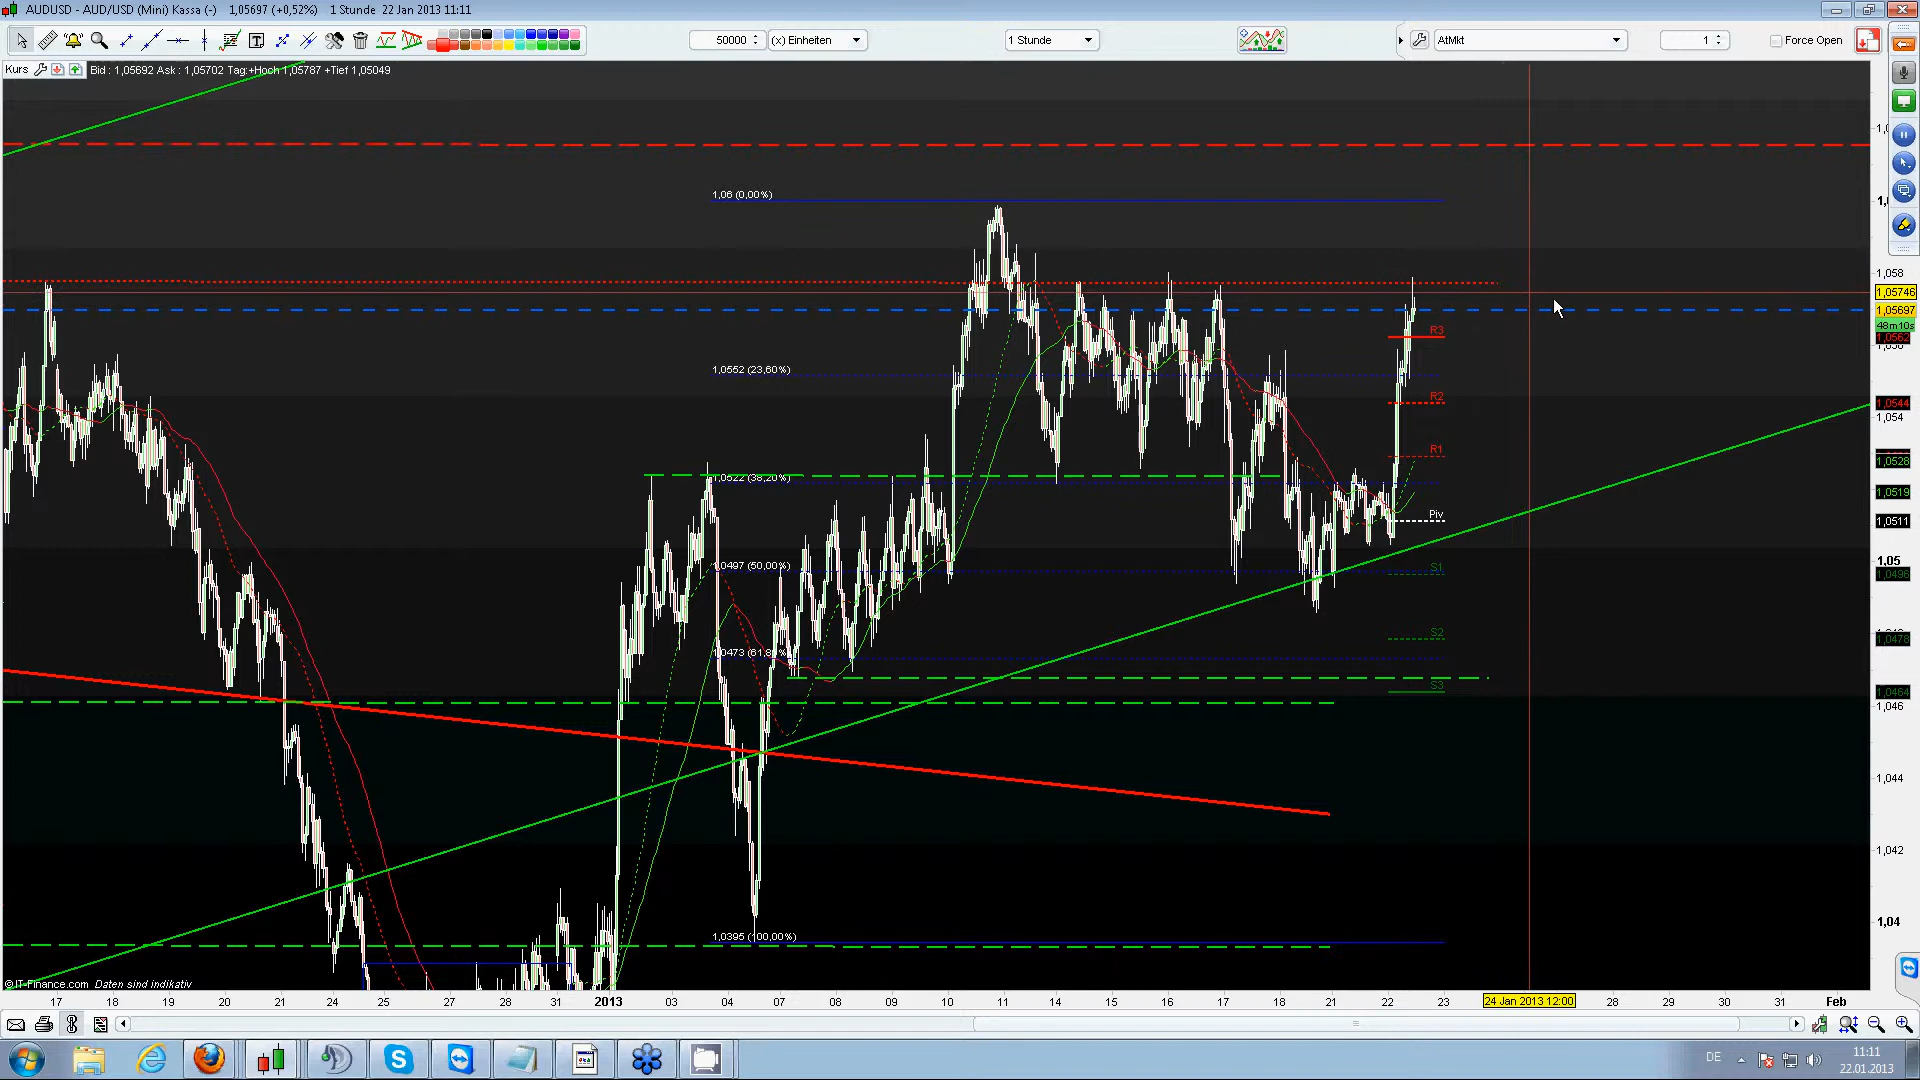 AUDUSD - AUD/USD (Mini) Kassa (-) 1,05697 (+0,52%) 1 Stunde 22 Jan 2013 11:11
50000 (x) Einheiten 1 Stunde AtMkt 1 Force Open
Kurs Bid : 1,05692 Ask : 1,05702 Tag:+Hoch 1,05787 +Tief 1,05049
1,06 (0,00%)
1,058
1,05746
1,05697
48m10s
R3
1,0562
1,0552 (23,60%)
R2
1,0544
1,054
R1
1,0528
1,0522 (38,20%)
1,0519
Piv
1,0511
1,05
1,0497 (50,00%)
S1
1,0496
S2
1,0478
1,0473 (61,80%)
S3
1,0464
1,046
1,044
1,042
1,04
1,0395 (100,00%)
©IT-Finance.com Daten sind indikativ
17 18 19 20 21 24 25 27 28 31 2013 03 04 07 08 09 10 11 14 15 16 17 18 21 22 23 24 Jan 2013 12:00 28 29 30 31 Feb
DE
11:11
22.01.2013